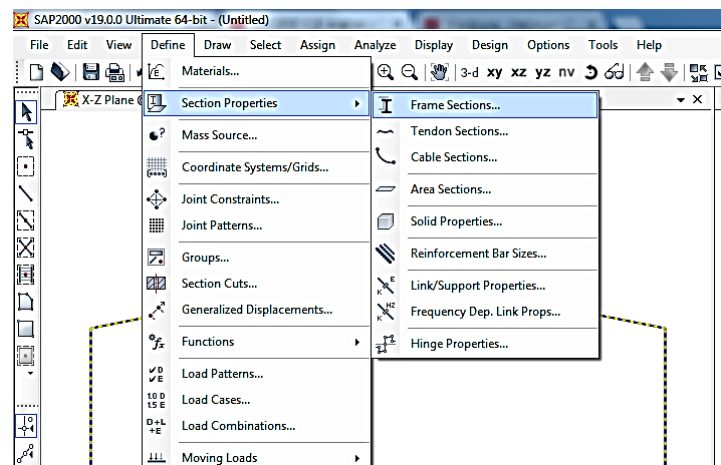 SAP2000 v19.0.0 Ultimate 64-bit - (Untitled)
File Edit View Define Draw Select Assign Analyze Display Design Options Tools Help
3-d xy xz yz nv
X-Z Plane @
Materials...
Section Properties
Mass Source...
Coordinate Systems/Grids...
Joint Constraints...
Joint Patterns...
Groups...
Section Cuts...
Generalized Displacements...
Functions
Load Patterns...
Load Cases...
Load Combinations...
Moving Loads
Frame Sections...
Tendon Sections...
Cable Sections...
Area Sections...
Solid Properties...
Reinforcement Bar Sizes...
Link/Support Properties...
Frequency Dep. Link Props...
Hinge Properties...